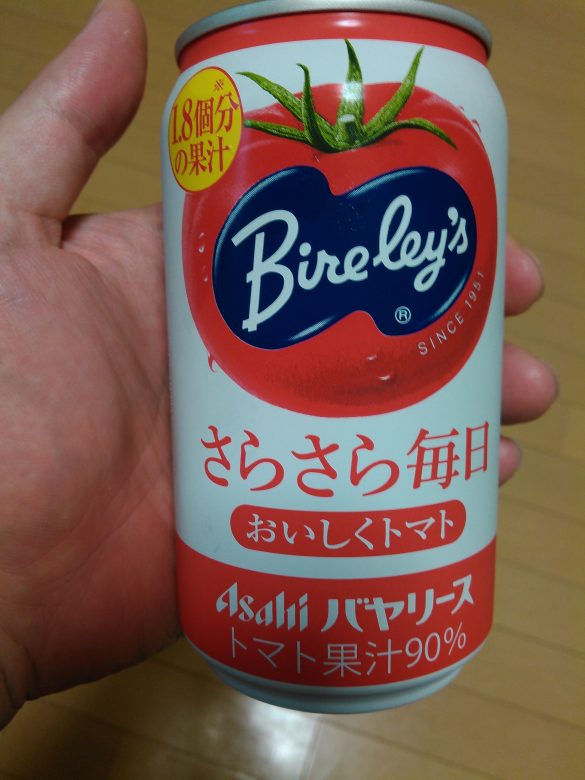 ※
1.8個分
の果汁
Bireley's
®
SINCE 1951
さらさら毎日
おいしくトマト
Asahi バヤリース
トマト果汁90%